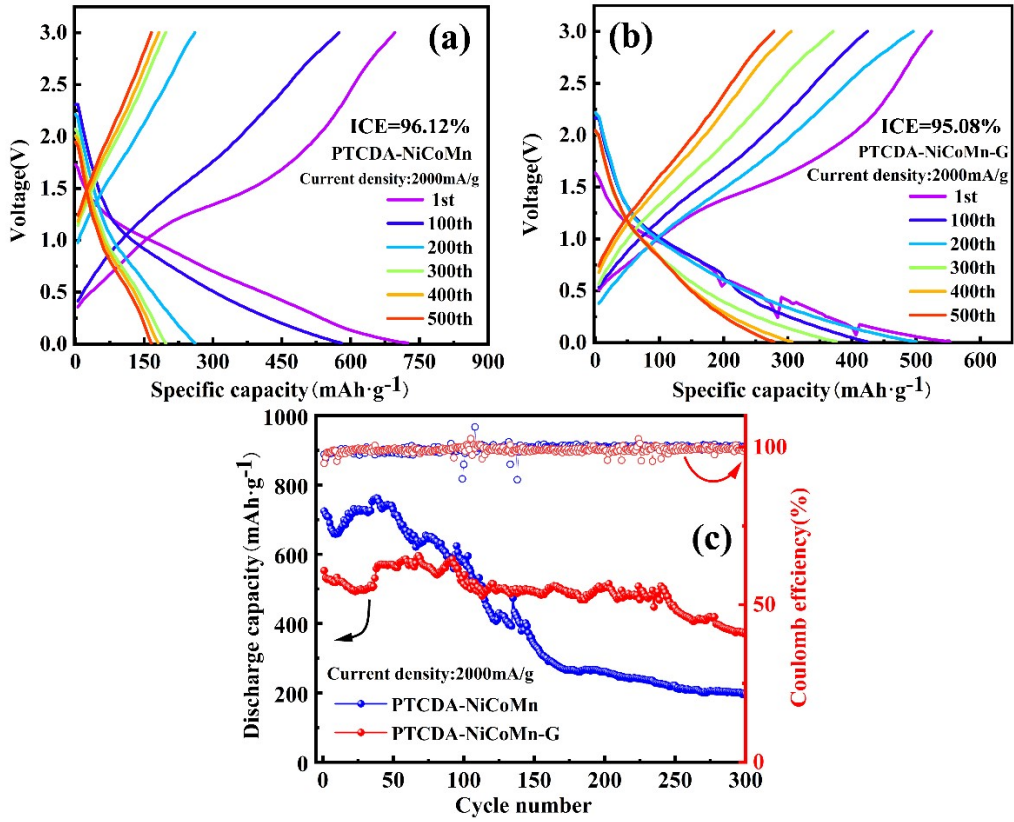 (a)
3.0
2.5
2.0
1.5
1.0
0.5
0.0
Voltage(V)
ICE=96.12%
PTCDA-NiCoMn
Current density:2000mA/g
1st
100th
200th
300th
400th
500th
0 150 300 450 600 750 900
Specific capacity(mAh·g-1)
(b)
3.0
2.5
2.0
1.5
1.0
0.5
0.0
Voltage(V)
ICE=95.08%
PTCDA-NiCoMn-G
Current density:2000mA/g
1st
100th
200th
300th
400th
500th
0 100 200 300 400 500 600
Specific capacity(mAh·g-1)
(c)
1000
800
600
400
200
0
Discharge capacity(mAh·g-1)
100
50
0
Coulomb effciency(%)
Current density:2000mA/g
PTCDA-NiCoMn
PTCDA-NiCoMn-G
0 50 100 150 200 250 300
Cycle number